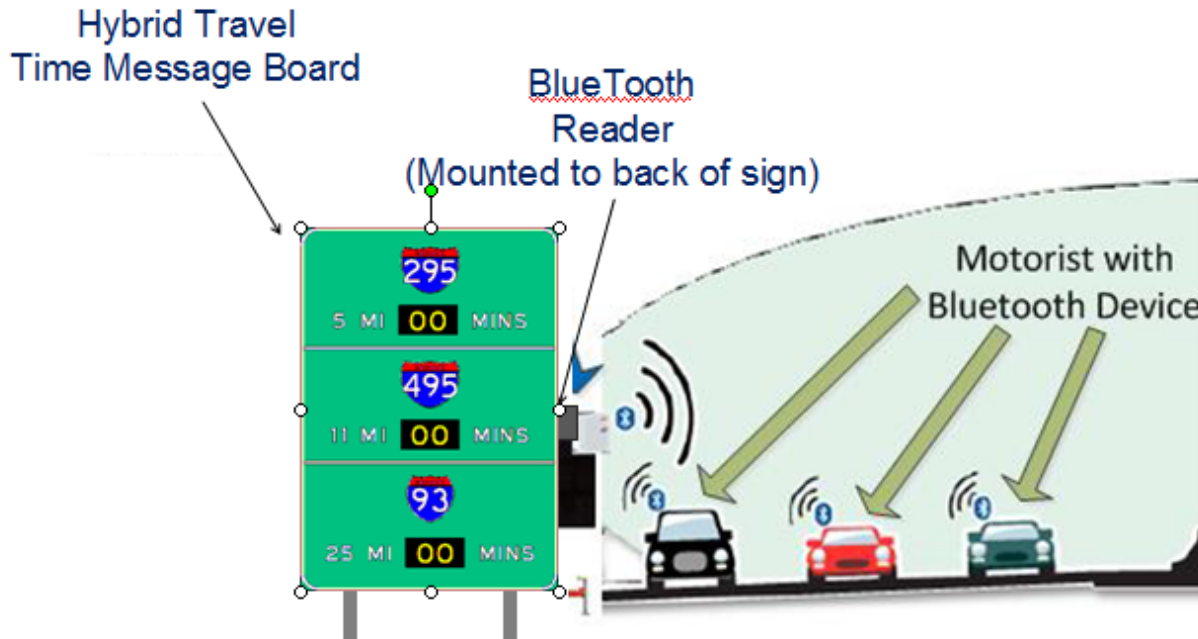 Hybrid Travel
Time Message Board
BlueTooth
Reader
(Mounted to back of sign)
295
5 MI 00 MINS
495
11 MI 00 MINS
93
25 MI 00 MINS
Motorist with
Bluetooth Device